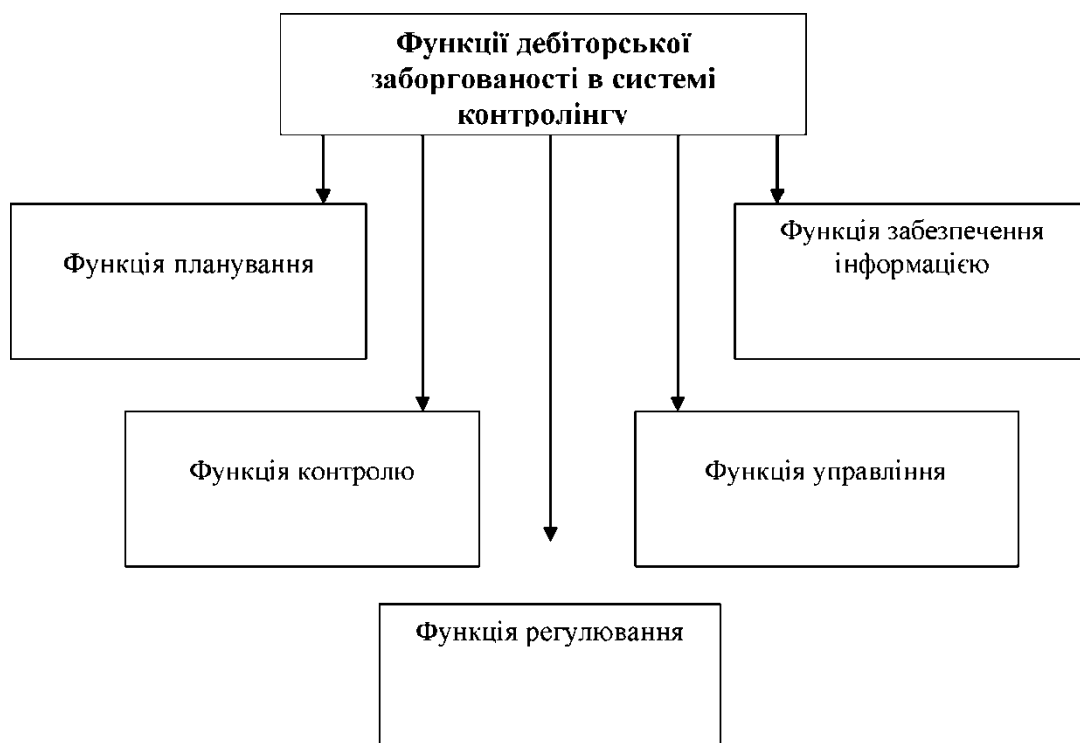 Функції дебіторської
заборгованості в системі
контролінгу
Функція планування
Функція забезпечення
інформацією
Функція контролю
Функція управління
Функція регулювання